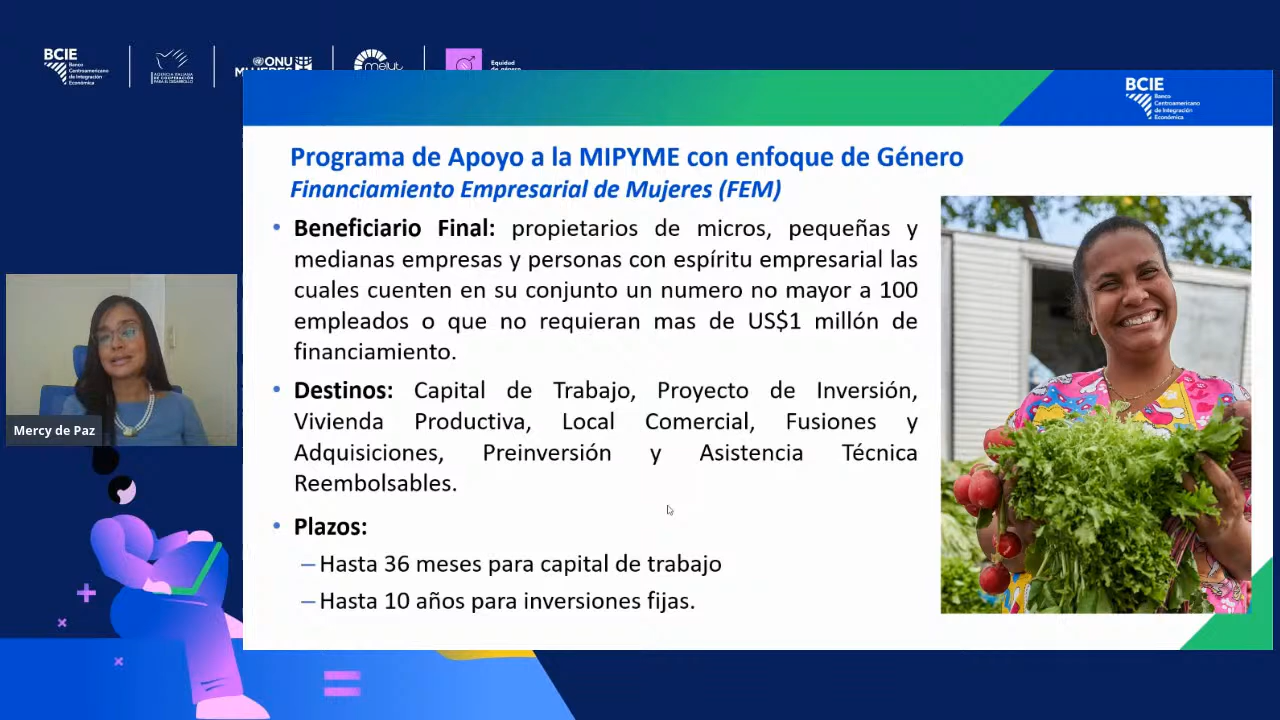 BCIE
Banco
Centroamericano
de Integración
Económica
AGENCIA ITALIANA
DE COOPERACIÓN
PARA EL DESARROLLO
ONU
MUJERES
melyt
Equidad
de género
BCIE
Banco
Centroamericano
de Integración
Económica
Programa de Apoyo a la MIPYME con enfoque de Género
Financiamiento Empresarial de Mujeres (FEM)
• Beneficiario Final: propietarios de micros, pequeñas y
medianas empresas y personas con espíritu empresarial las
cuales cuenten en su conjunto un numero no mayor a 100
empleados o que no requieran mas de US$1 millón de
financiamiento.
• Destinos: Capital de Trabajo, Proyecto de Inversión,
Vivienda Productiva, Local Comercial, Fusiones y
Adquisiciones, Preinversión y Asistencia Técnica
Reembolsables.
• Plazos:
– Hasta 36 meses para capital de trabajo
– Hasta 10 años para inversiones fijas.
Mercy de Paz